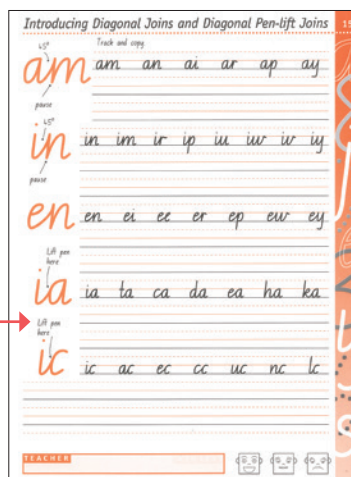 Introducing Diagonal Joins and Diagonal Pen-lift Joins 15
Track and copy.
45°
am am an ai ar ap ay
pause
45°
in in im ir ip iu iw iv iy
pause
en en ei ee er ep ew ey
Lift pen
here
ia ia ta ca da ea ha ka
Lift pen
here
ic ic ac ec cc uc nc lc
TEACHER